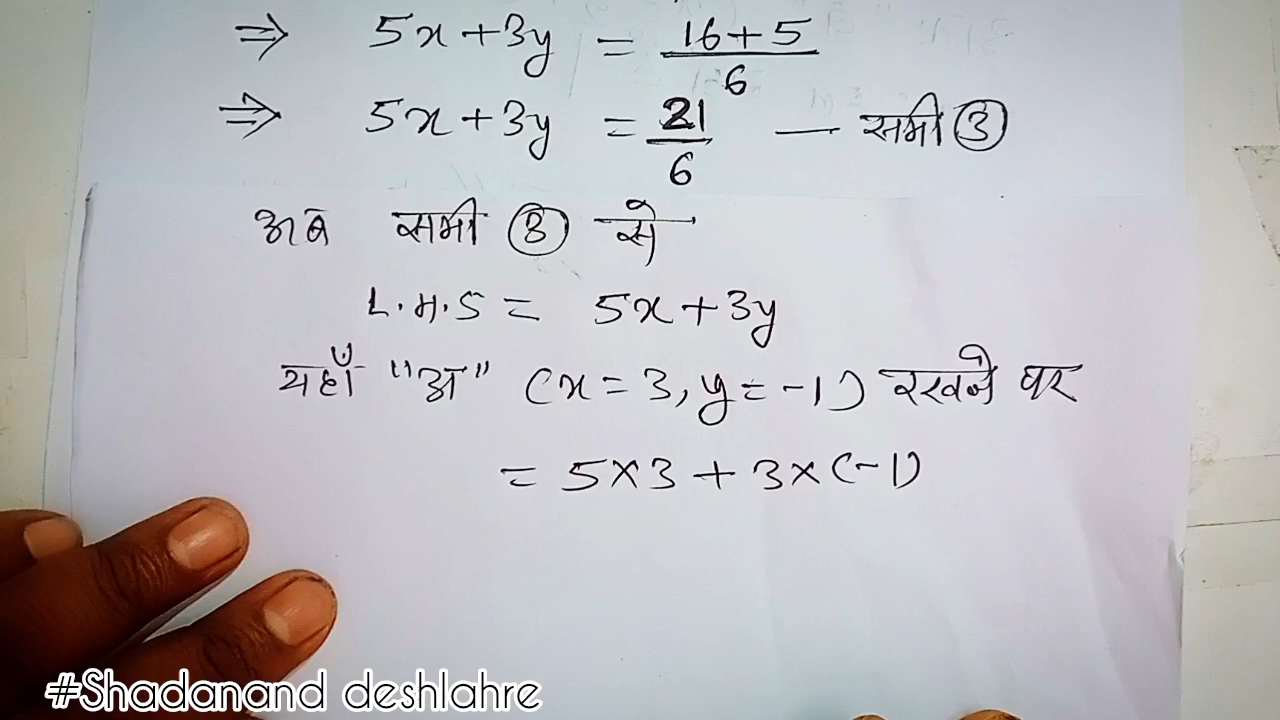 ⇒ 5x + 3y = 16+5/6
⇒ 5x + 3y = 21/6 — समी ③
अब समी ③ से
L.H.S = 5x + 3y
यहाँ "अ" (x = 3, y = -1) रखने पर
= 5×3 + 3×(-1)
#Shadanand deshlahre